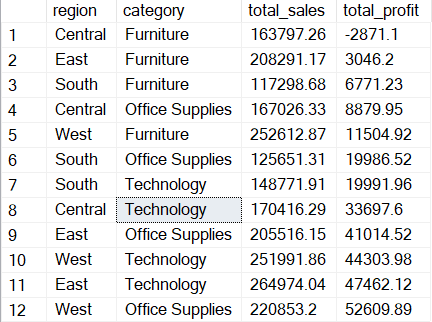 region category total_sales total_profit
1 Central Furniture 163797.26 -2871.1
2 East Furniture 208291.17 3046.2
3 South Furniture 117298.68 6771.23
4 Central Office Supplies 167026.33 8879.95
5 West Furniture 252612.87 11504.92
6 South Office Supplies 125651.31 19986.52
7 South Technology 148771.91 19991.96
8 Central Technology 170416.29 33697.6
9 East Office Supplies 205516.15 41014.52
10 West Technology 251991.86 44303.98
11 East Technology 264974.04 47462.12
12 West Office Supplies 220853.2 52609.89